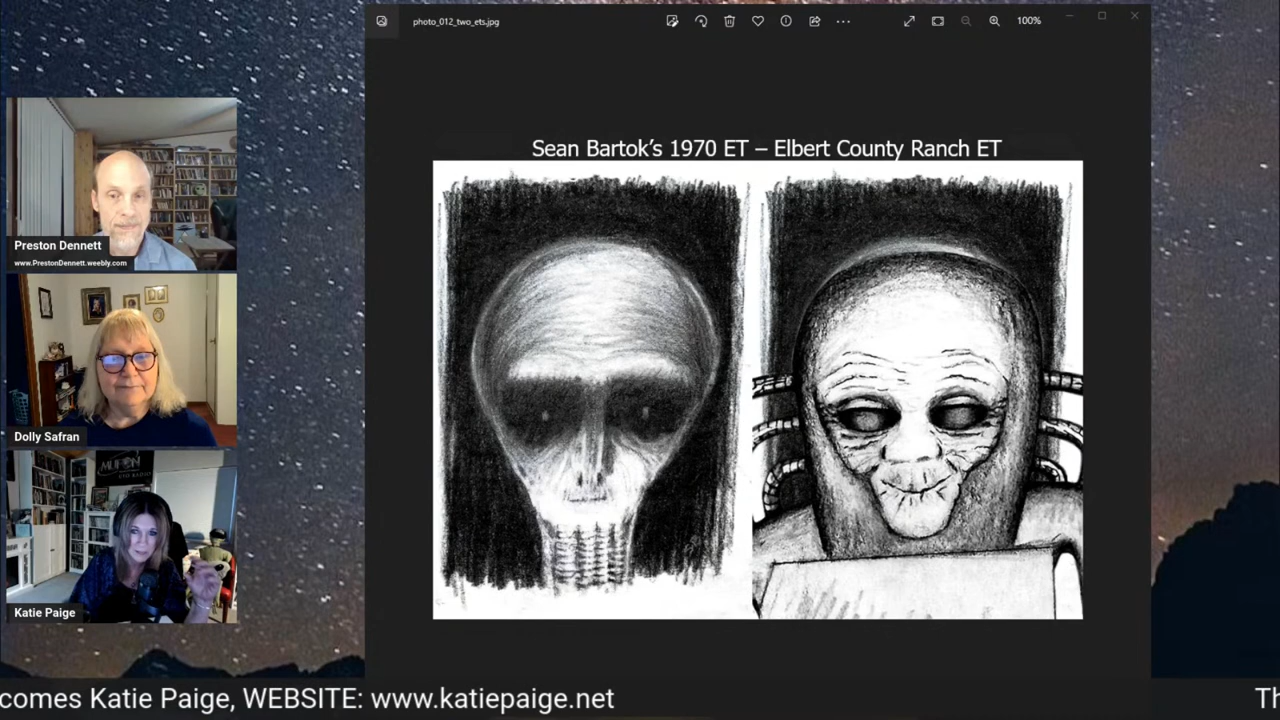 photo_012_two_ets.jpg
100%
Sean Bartok's 1970 ET – Elbert County Ranch ET
Preston Dennett
www.PrestonDennett.weebly.com
Dolly Safran
MUFON
Katie Paige
comes Katie Paige, WEBSITE: www.katiepaige.net
Th